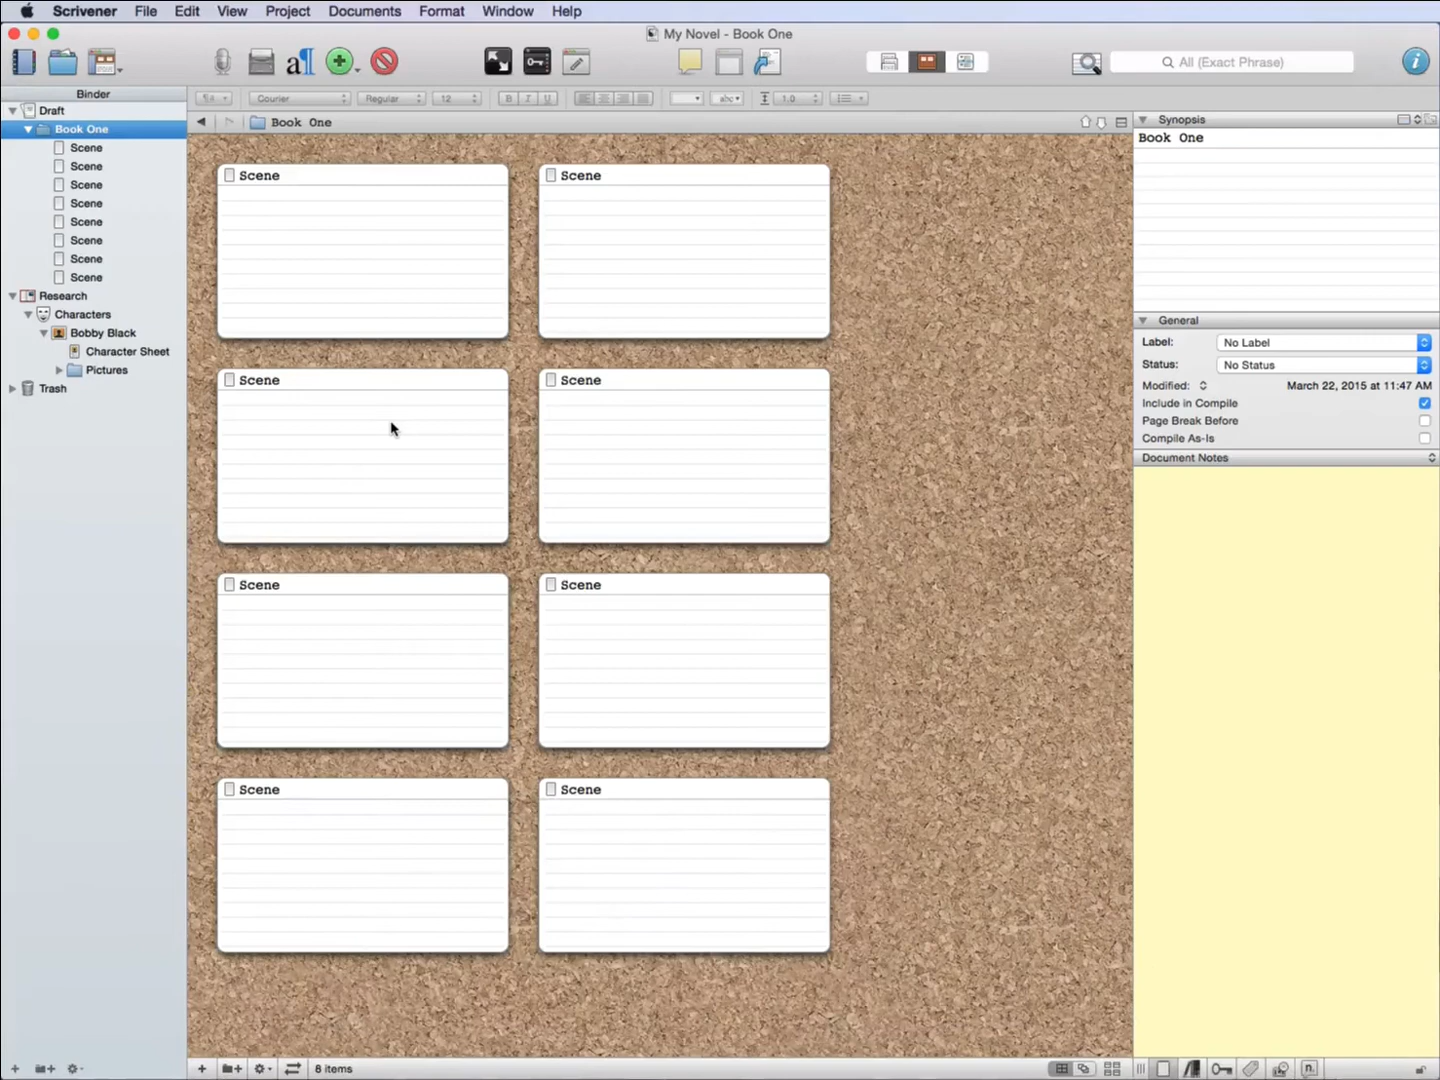 Scrivener File Edit View Project Documents Format Window Help
My Novel - Book One
All (Exact Phrase)
Binder
Courier Regular 12 B I U abc 1.0
Draft
Book One
Scene
Scene
Scene
Scene
Scene
Scene
Scene
Scene
Research
Characters
Bobby Black
Character Sheet
Pictures
Trash
Book One
Scene Scene
Scene Scene
Scene Scene
Scene Scene
8 items
Synopsis
Book One
General
Label: No Label
Status: No Status
Modified: March 22, 2015 at 11:47 AM
Include in Compile
Page Break Before
Compile As-Is
Document Notes
n.